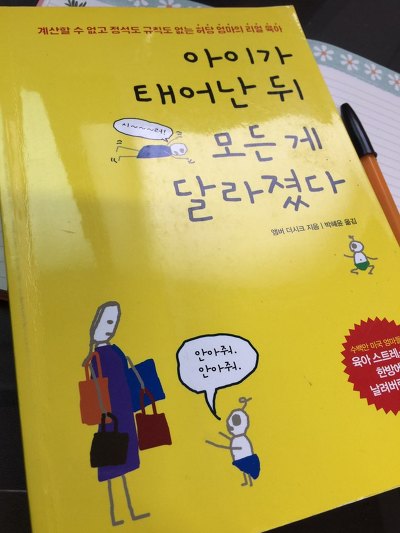 계산할 수 없고 정석도 규칙도 없는 허당 엄마의 리얼 육아
아이가
태어난 뒤
시~~~러!
모든 게
달라졌다
앰버 더시크 지음 | 박혜윤 옮김
안아줘.
안아줘.
수백만 미국 엄마들
육아 스트레스
한방에
날려버